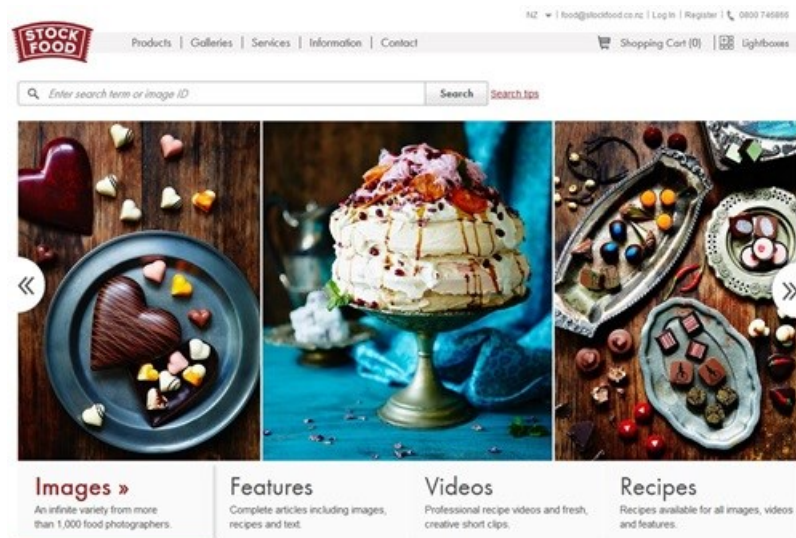 NZ | food@stockfood.co.nz | Log In | Register | 0800 746866
STOCK
FOOD
Products | Galleries | Services | Information | Contact
Shopping Cart (0) | Lightboxes
Enter search term or image ID
Search
Search tips
Images »
An infinite variety from more
than 1,000 food photographers.
Features
Complete articles including images,
recipes and text.
Videos
Professional recipe videos and fresh,
creative short clips.
Recipes
Recipes available for all images, videos
and features.